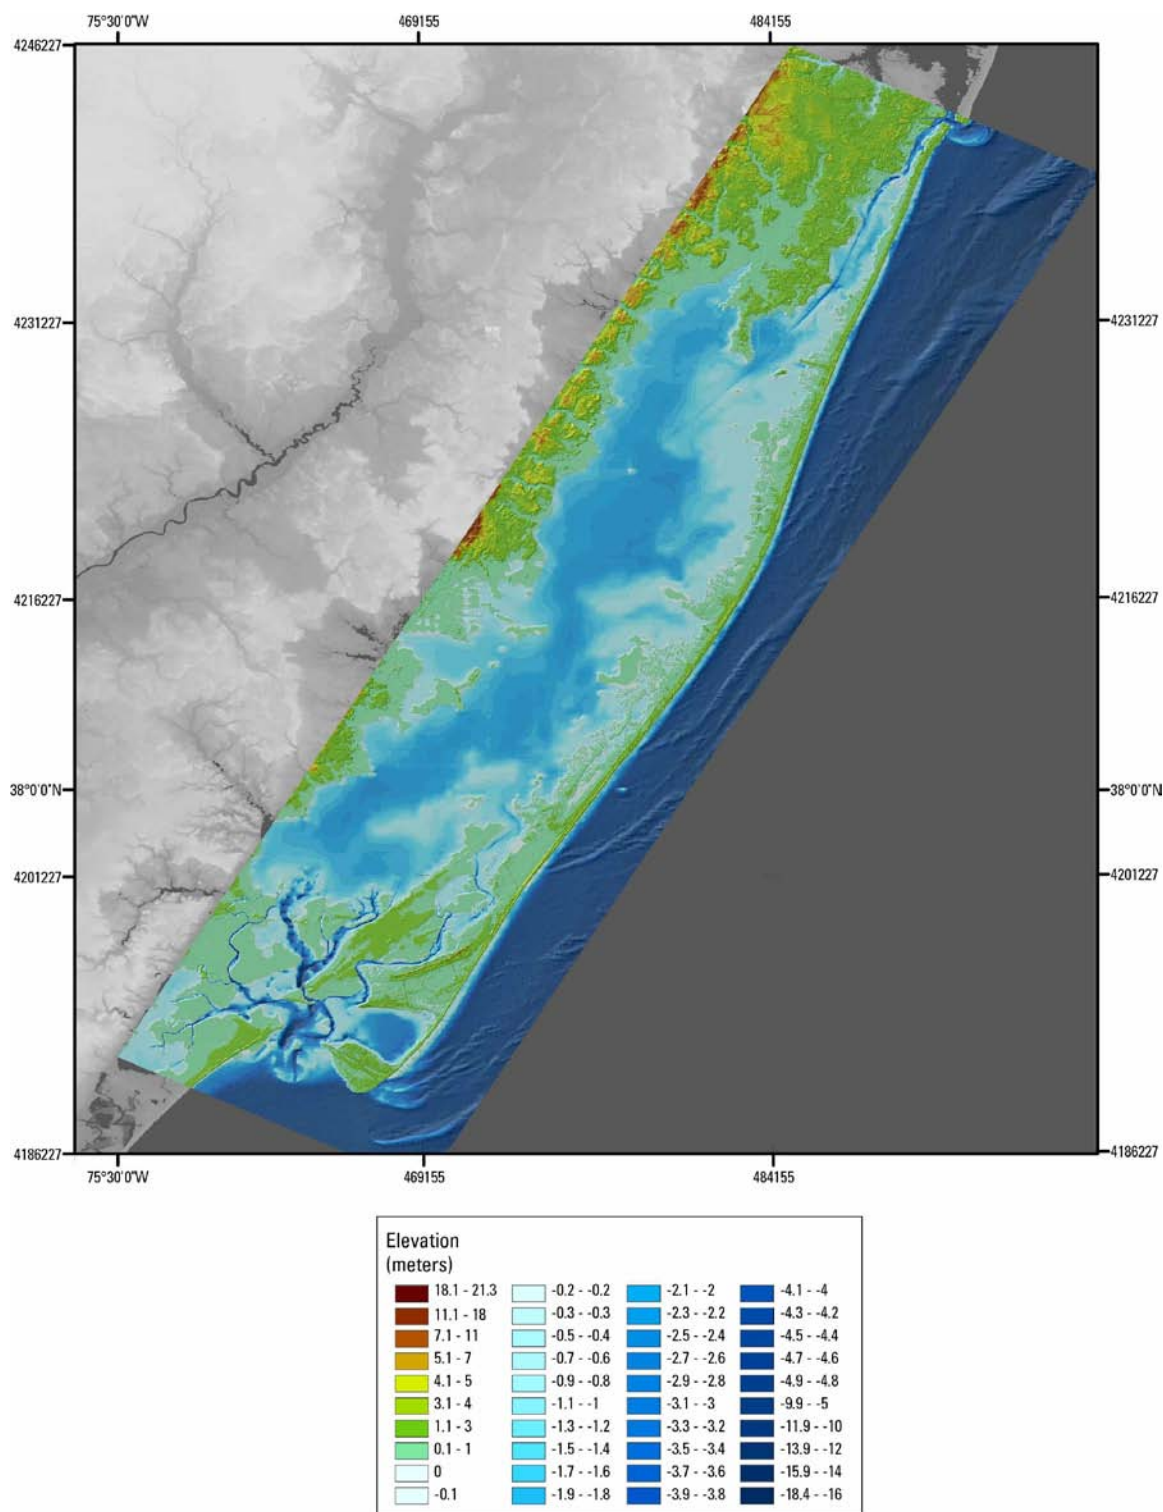 75°30'0"W 469155 484155
4246227
4231227 4231227
4216227 4216227
38°0'0"N 38°0'0"N
4201227 4201227
4186227 4186227
75°30'0"W 469155 484155
Elevation
(meters)
18.1 - 21.3 -0.2 - -0.2 -2.1 - -2 -4.1 - -4
11.1 - 18 -0.3 - -0.3 -2.3 - -2.2 -4.3 - -4.2
7.1 - 11 -0.5 - -0.4 -2.5 - -2.4 -4.5 - -4.4
5.1 - 7 -0.7 - -0.6 -2.7 - -2.6 -4.7 - -4.6
4.1 - 5 -0.9 - -0.8 -2.9 - -2.8 -4.9 - -4.8
3.1 - 4 -1.1 - -1 -3.1 - -3 -9.9 - -5
1.1 - 3 -1.3 - -1.2 -3.3 - -3.2 -11.9 - -10
0.1 - 1 -1.5 - -1.4 -3.5 - -3.4 -13.9 - -12
0 -1.7 - -1.6 -3.7 - -3.6 -15.9 - -14
-0.1 -1.9 - -1.8 -3.9 - -3.8 -18.4 - -16